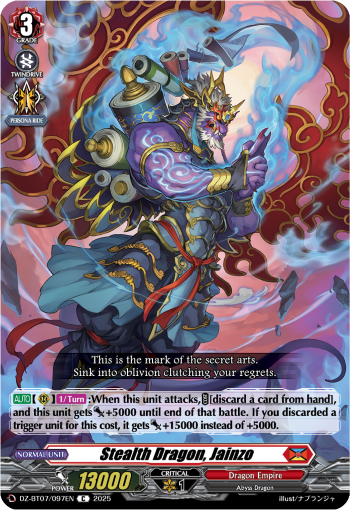 3
GRADE
TWINDRIVE
PERSONA RIDE
This is the mark of the secret arts.
Sink into oblivion clutching your regrets.
AUTO 1/Turn :When this unit attacks, [discard a card from hand],
and this unit gets +5000 until end of that battle. If you discarded a
trigger unit for this cost, it gets +15000 instead of +5000.
NORMAL UNIT
Stealth Dragon, Jainzo
POWER 13000 CRITICAL 1
Dragon Empire
Abyss Dragon
DZ-BT07/097EN C 2025
illust/ナブランジャ